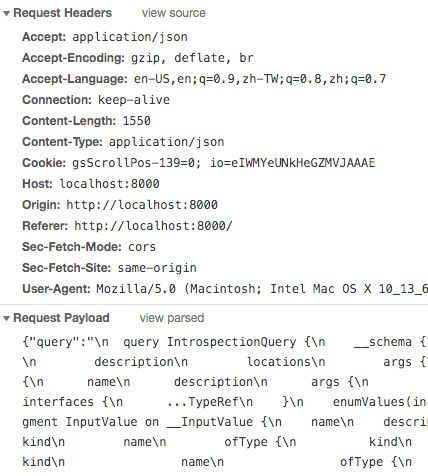 Request Headers view source
Accept: application/json
Accept-Encoding: gzip, deflate, br
Accept-Language: en-US,en;q=0.9,zh-TW;q=0.8,zh;q=0.7
Connection: keep-alive
Content-Length: 1550
Content-Type: application/json
Cookie: gsScrollPos-139=0; io=eIWMYeUNkHeGZMVJAAAE
Host: localhost:8000
Origin: http://localhost:8000
Referer: http://localhost:8000/
Sec-Fetch-Mode: cors
Sec-Fetch-Site: same-origin
User-Agent: Mozilla/5.0 (Macintosh; Intel Mac OS X 10_13_6
Request Payload view parsed
{"query":"\n query IntrospectionQuery {\n __schema {\
\n description\n locations\n args {\
{\n name\n description\n args {\n
interfaces {\n ...TypeRef\n }\n enumValues(in
gment InputValue on __InputValue {\n name\n descri
kind\n name\n ofType {\n kind\n
kind\n name\n ofType {\n